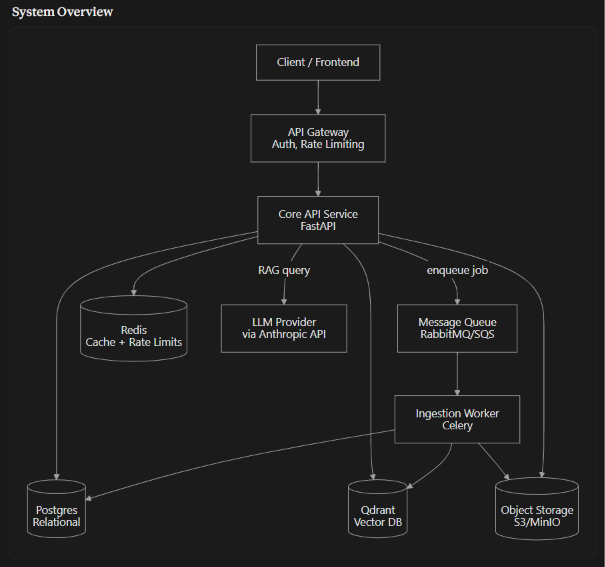 System Overview
Client / Frontend
API Gateway
Auth, Rate Limiting
Core API Service
FastAPI
RAG query
enqueue job
Redis
Cache + Rate Limits
LLM Provider
via Anthropic API
Message Queue
RabbitMQ/SQS
Ingestion Worker
Celery
Postgres
Relational
Qdrant
Vector DB
Object Storage
S3/MinIO